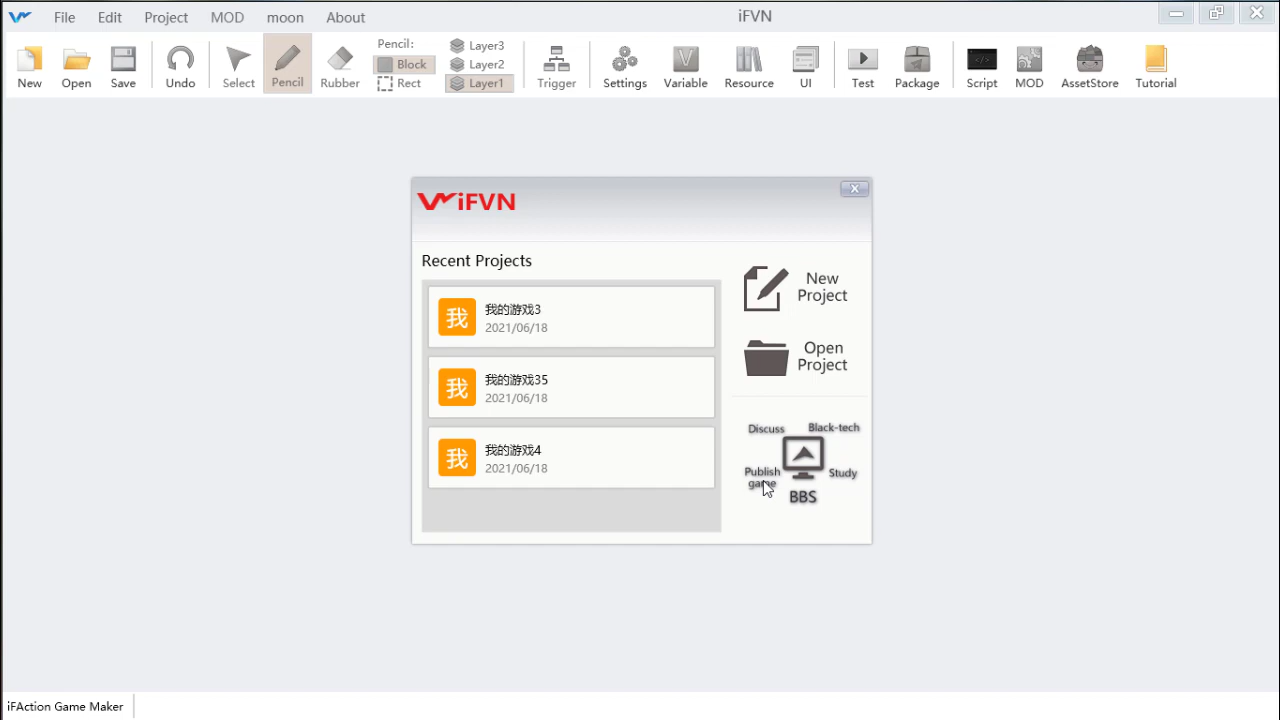 iFVN
File Edit Project MOD moon About
New Open Save Undo Select Pencil Rubber
Pencil:
Block
Rect
Layer3
Layer2
Layer1
Trigger Settings Variable Resource UI Test Package Script MOD AssetStore Tutorial
iFVN
Recent Projects
我的游戏3
2021/06/18
我的游戏35
2021/06/18
我的游戏4
2021/06/18
我
我
我
New
Project
Open
Project
Discuss
Black-tech
Publish
game
Study
BBS
iFAction Game Maker